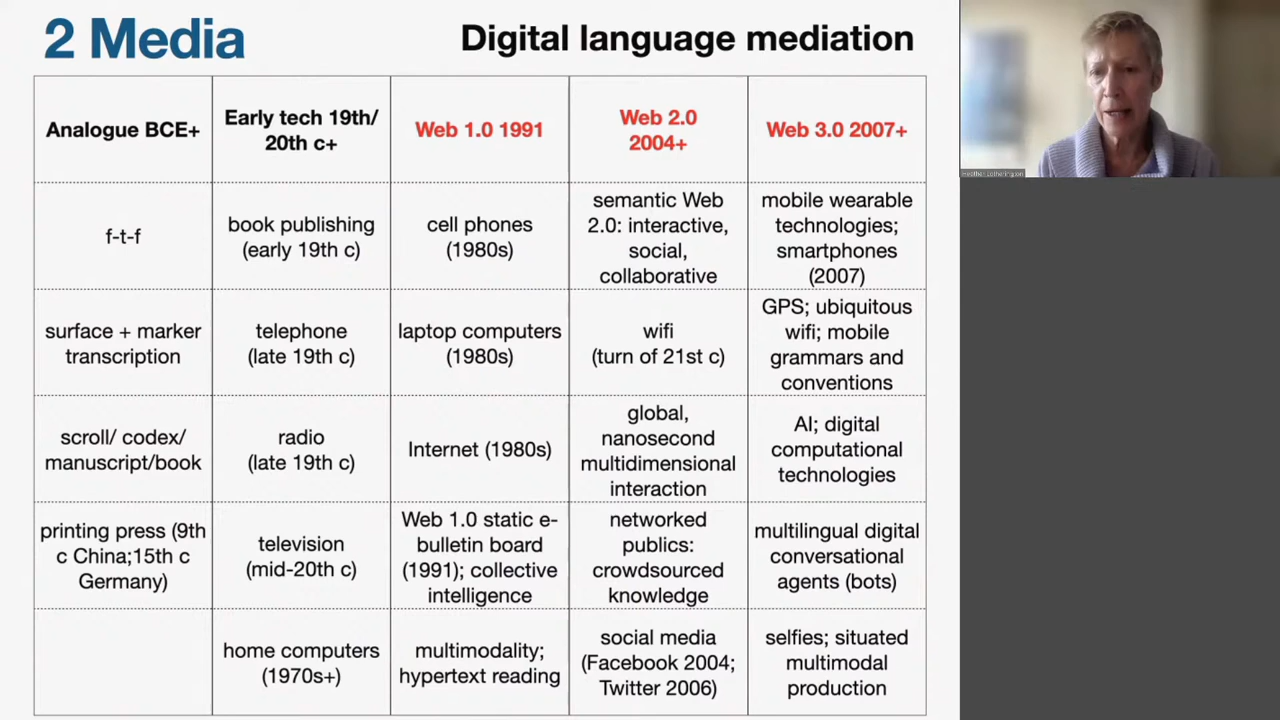 2 Media
Digital language mediation
Analogue BCE+
Early tech 19th/
20th c+
Web 1.0 1991
Web 2.0
2004+
Web 3.0 2007+
f-t-f
book publishing
(early 19th c)
cell phones
(1980s)
semantic Web
2.0: interactive,
social,
collaborative
mobile wearable
technologies;
smartphones
(2007)
surface + marker
transcription
telephone
(late 19th c)
laptop computers
(1980s)
wifi
(turn of 21st c)
GPS; ubiquitous
wifi; mobile
grammars and
conventions
scroll/ codex/
manuscript/book
radio
(late 19th c)
Internet (1980s)
global,
nanosecond
multidimensional
interaction
AI; digital
computational
technologies
printing press (9th
c China;15th c
Germany)
television
(mid-20th c)
Web 1.0 static e-
bulletin board
(1991); collective
intelligence
networked
publics:
crowdsourced
knowledge
multilingual digital
conversational
agents (bots)
home computers
(1970s+)
multimodality;
hypertext reading
social media
(Facebook 2004;
Twitter 2006)
selfies; situated
multimodal
production
Heather Lotherington